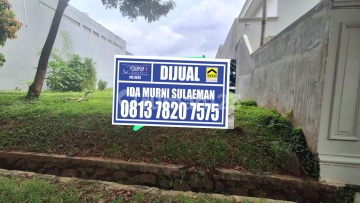 DIJUAL
IDA MURNI SULAEMAN
0813 7820 7575